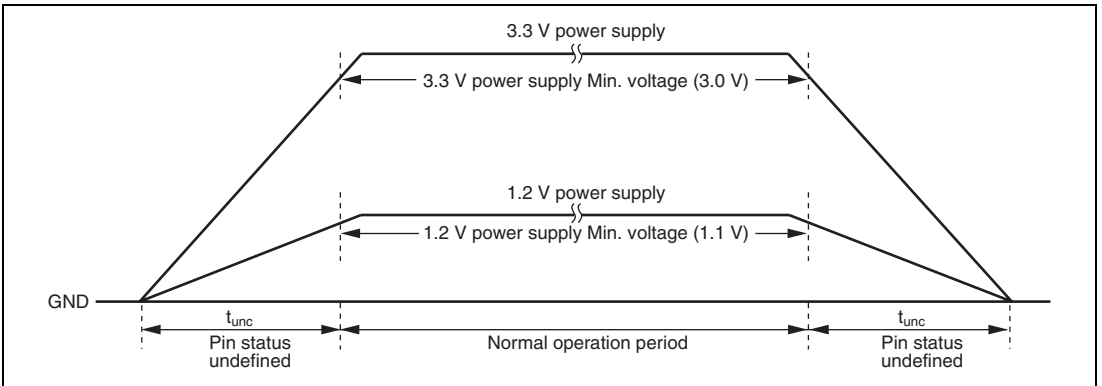 3.3 V power supply
3.3 V power supply Min. voltage (3.0 V)
1.2 V power supply
1.2 V power supply Min. voltage (1.1 V)
GND
tunc
Pin status
undefined
Normal operation period
tunc
Pin status
undefined